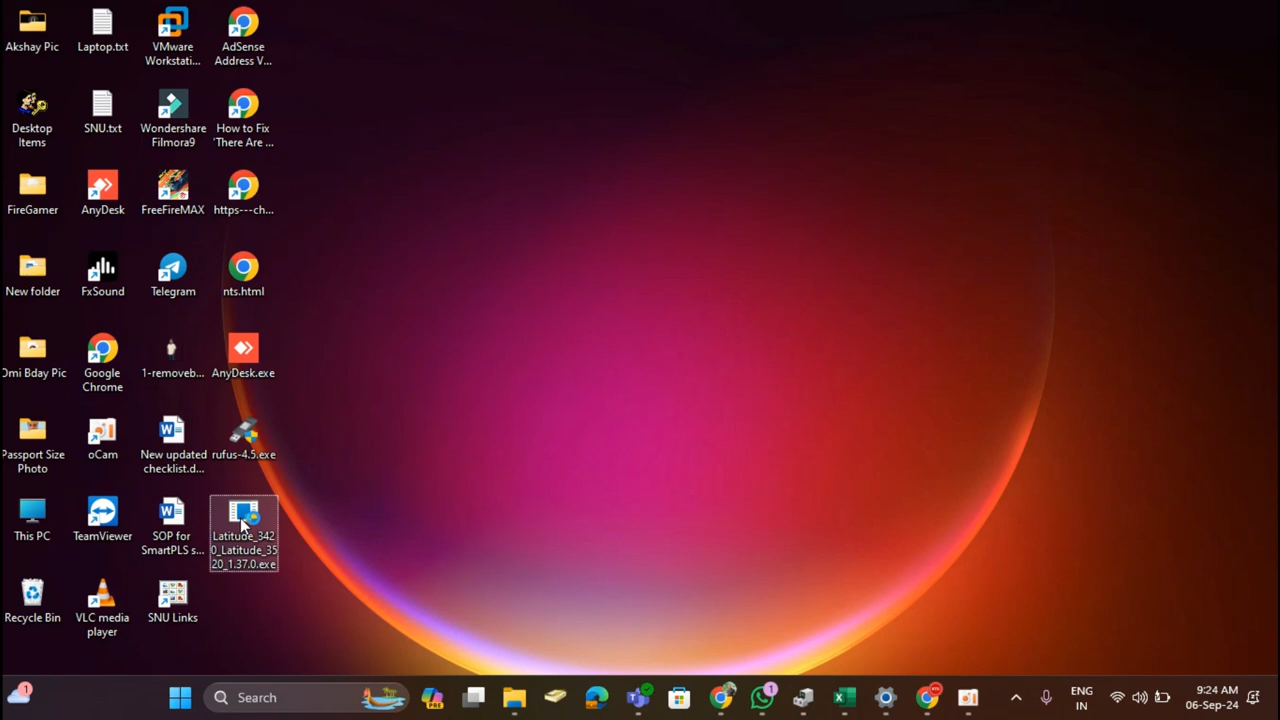 Akshay Pic
Laptop.txt
VMware
Workstati...
AdSense
Address V...
Desktop
Items
SNU.txt
Wondershare
Filmora9
How to Fix
'There Are ...
FireGamer
AnyDesk
FreeFireMAX
https---ch...
New folder
FxSound
Telegram
nts.html
Omi Bday Pic
Google
Chrome
1-removeb...
AnyDesk.exe
Passport Size
Photo
oCam
New updated
checklist.d...
rufus-4.5.exe
This PC
TeamViewer
SOP for
SmartPLS s...
Latitude_342
0_Latitude_35
20_1.37.0.exe
Recycle Bin
VLC media
player
SNU Links
1
Search
PRE
1
ENG
IN
9:24 AM
06-Sep-24